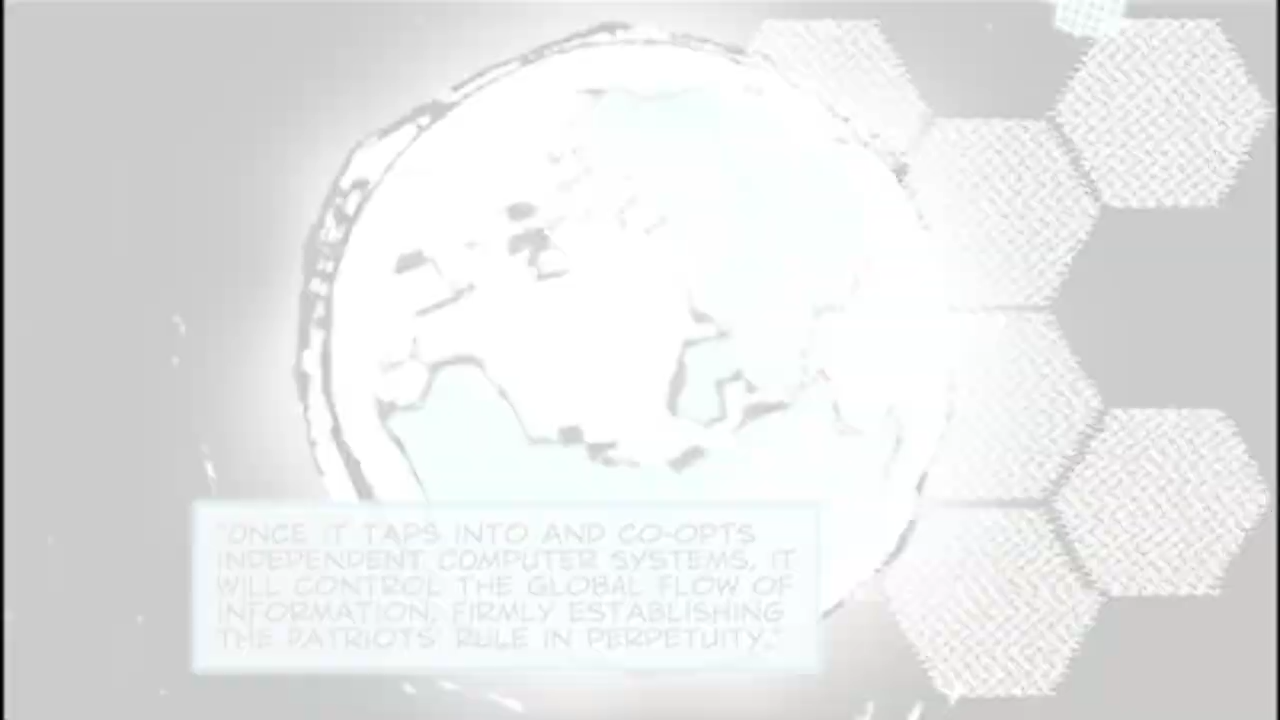 "ONCE IT TAPS INTO AND CO-OPTS
INDEPENDENT COMPUTER SYSTEMS, IT
WILL CONTROL THE GLOBAL FLOW OF
INFORMATION, FIRMLY ESTABLISHING
THE PATRIOTS' RULE IN PERPETUITY."